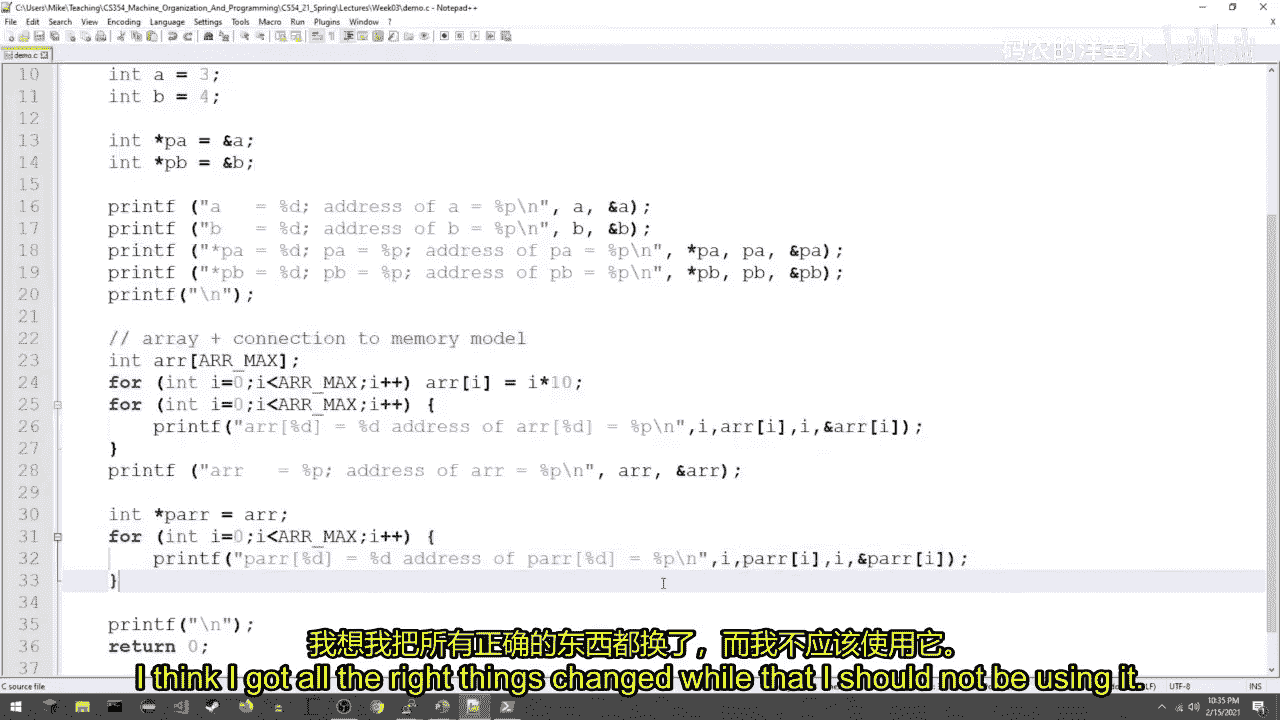 C:\Users\Mike\Teaching\CS354_Machine_Organization_And_Programming\CS54_21_Spring\Lectures\Week03\demo.c - Notepad++
File Edit Search View Encoding Language Settings Tools Macro Run Plugins Window ?
demo.c
码农的洋墨水
10 int a = 3;
11 int b = 4;
12
13 int *pa = &a;
14 int *pb = &b;
15
16 printf ("a   = %d; address of a = %p\n", a, &a);
17 printf ("b   = %d; address of b = %p\n", b, &b);
18 printf ("*pa = %d; pa = %p; address of pa = %p\n", *pa, pa, &pa);
19 printf ("*pb = %d; pb = %p; address of pb = %p\n", *pb, pb, &pb);
20 printf("\n");
21
22 // array + connection to memory model
23 int arr[ARR_MAX];
24 for (int i=0;i<ARR_MAX;i++) arr[i] = i*10;
25 for (int i=0;i<ARR_MAX;i++) {
26 printf("arr[%d] = %d address of arr[%d] = %p\n",i,arr[i],i,&arr[i]);
27 }
28 printf ("arr   = %p; address of arr = %p\n", arr, &arr);
29
30 int *parr = arr;
31 for (int i=0;i<ARR_MAX;i++) {
32 printf("parr[%d] = %d address of parr[%d] = %p\n",i,parr[i],i,&parr[i]);
33 }
34
35 printf("\n");
36 return 0;
37
我想我把所有正确的东西都换了，而我不应该使用它。
I think I got all the right things changed while that I should not be using it.
C source file
UTF-8
INS
10:35 PM
2/15/2021